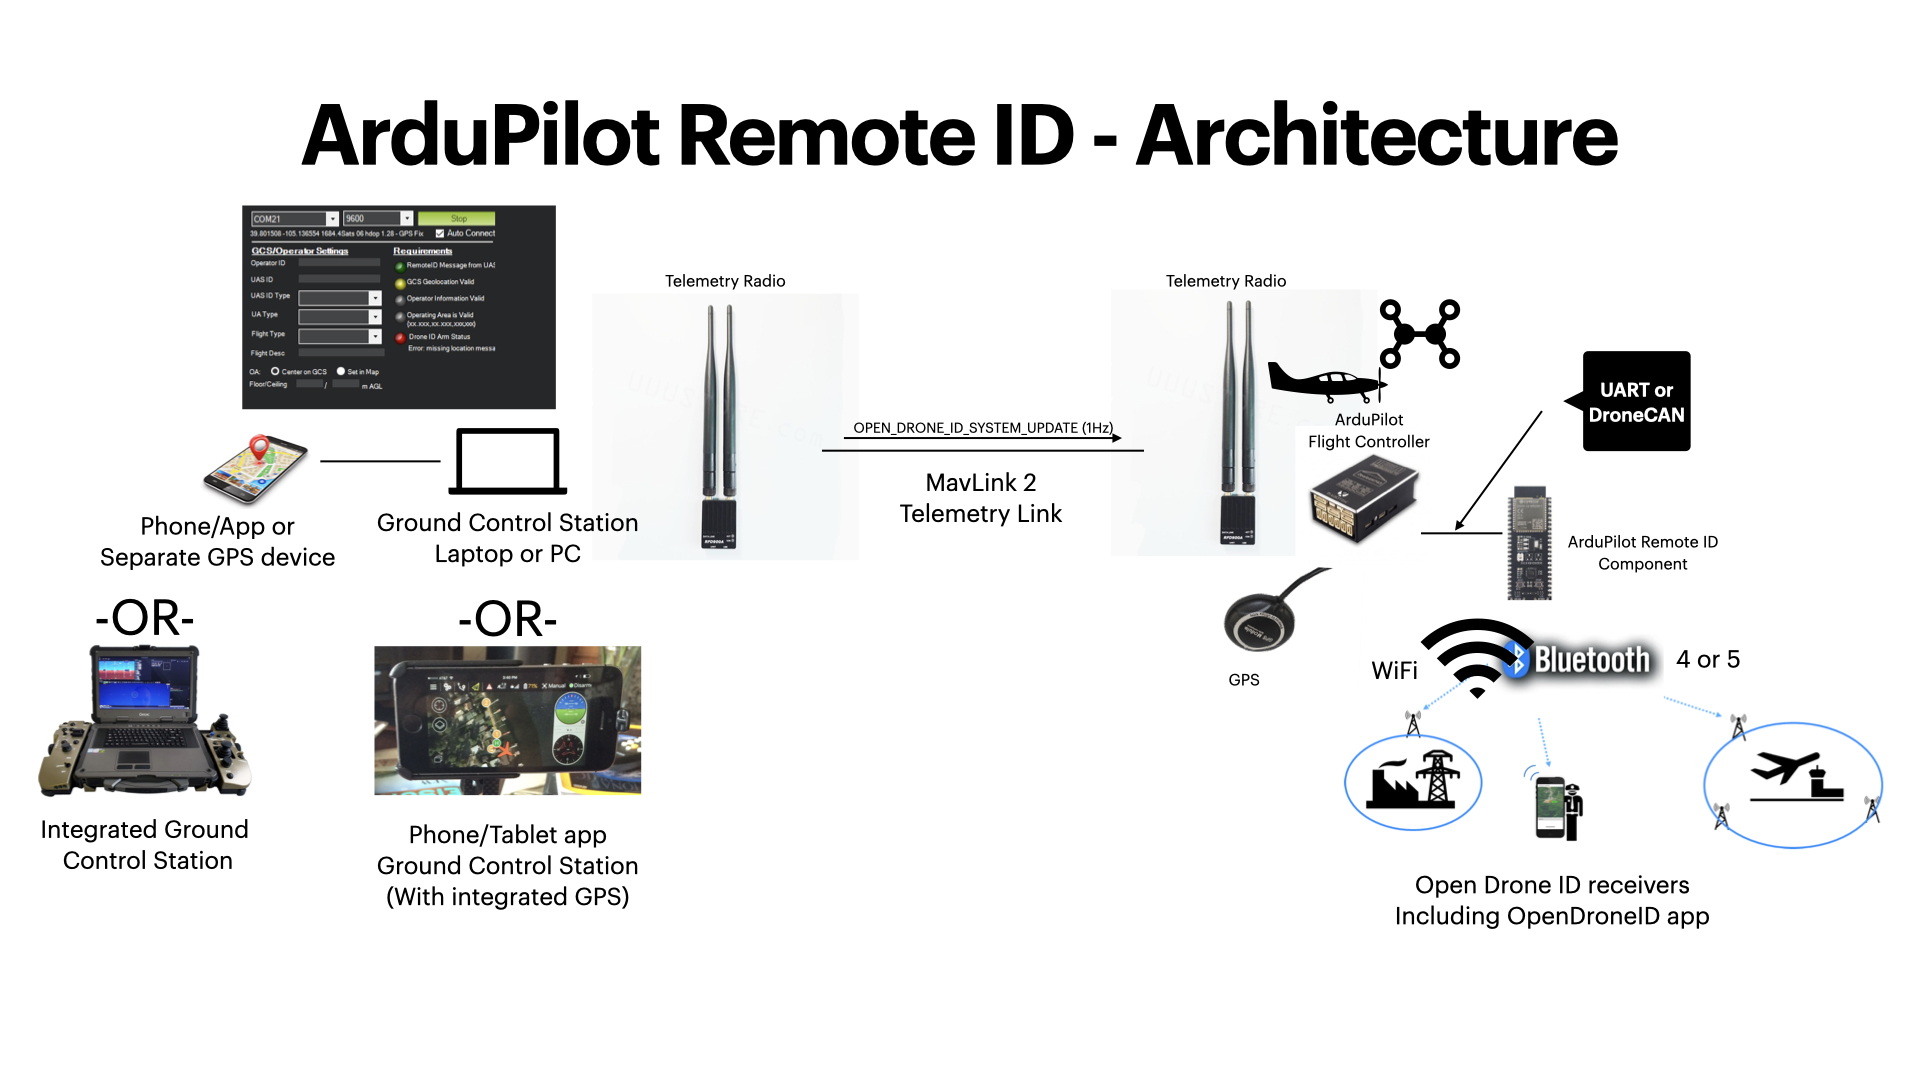 ArduPilot Remote ID - Architecture
COM21
9600
Stop
39.801508 -105.136554 1684.4Sats 06 hdop 1.28 - GPS Fix
Auto Connect
GCS/Operator Settings
Requirements
Operator ID
RemoteID Message from UAS
UAS ID
GCS Geolocation Valid
UAS ID Type
Operator Information Valid
UA Type
Operating Area is Valid
(xx.xxx,xx.xxx,xxx,xxx)
Flight Type
Drone ID Arm Status
Error: missing location messa
Flight Desc
OA:
Center on GCS
Set in Map
Floor/Ceiling
/
m AGL
Telemetry Radio
Telemetry Radio
OPEN_DRONE_ID_SYSTEM_UPDATE (1Hz)
MavLink 2
Telemetry Link
UART or
DroneCAN
ArduPilot
Flight Controller
Phone/App or
Separate GPS device
Ground Control Station
Laptop or PC
RFD900A
ArduPilot Remote ID
Component
-OR-
-OR-
GPS Module
GPS
WiFi
Bluetooth
4 or 5
Manual
Disarm
Integrated Ground
Control Station
Phone/Tablet app
Ground Control Station
(With integrated GPS)
Open Drone ID receivers
Including OpenDroneID app